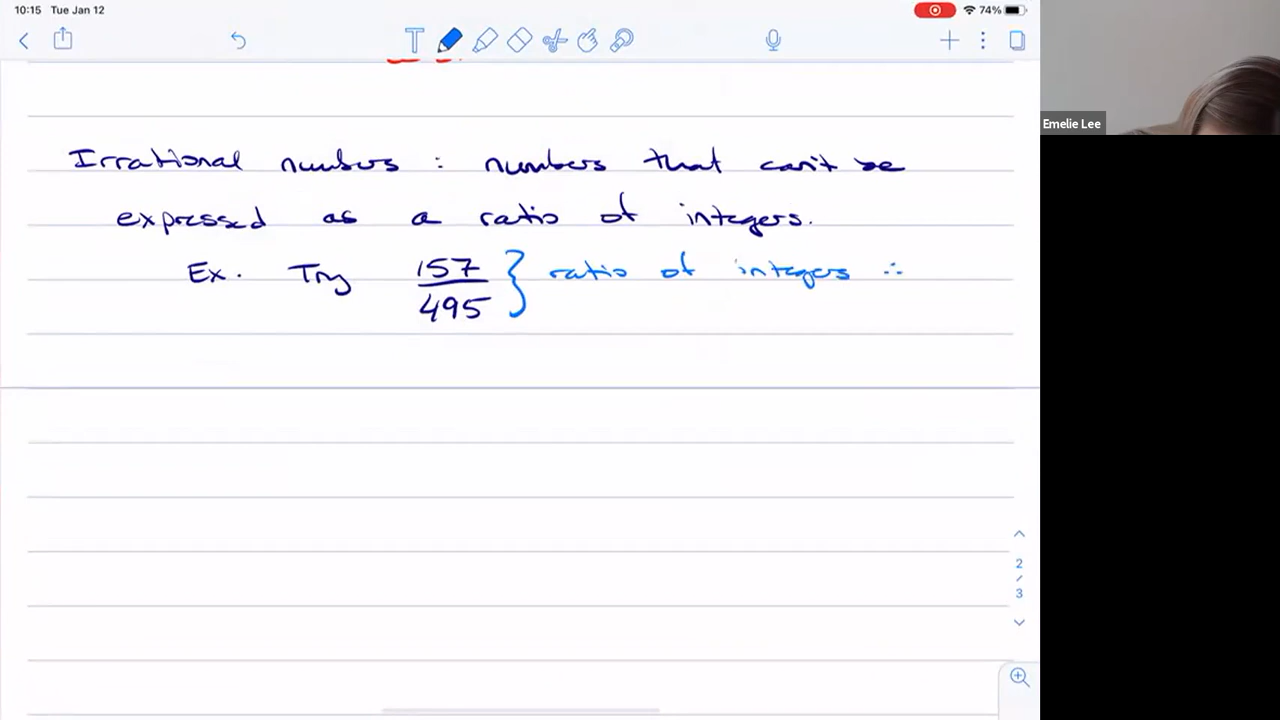 10:15 Tue Jan 12
74%
Emelie Lee
Irrational numbers : numbers that can't be
expressed as a ratio of integers.
Ex. Try 157/495 } ratio of integers ∴
2
/
3